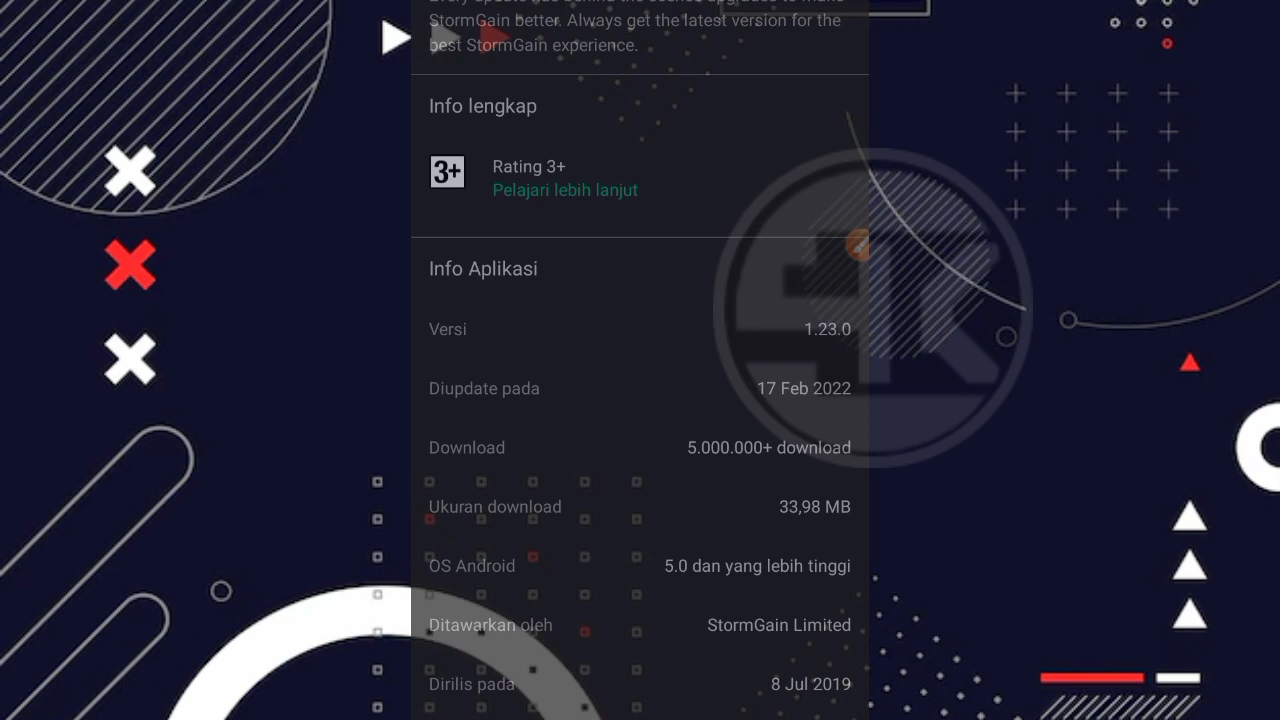 StormGain better. Always get the latest version for the
best StormGain experience.
Info lengkap
3+
Rating 3+
Pelajari lebih lanjut
Info Aplikasi
Versi 1.23.0
Diupdate pada 17 Feb 2022
Download 5.000.000+ download
Ukuran download 33,98 MB
OS Android 5.0 dan yang lebih tinggi
Ditawarkan oleh StormGain Limited
Dirilis pada 8 Jul 2019